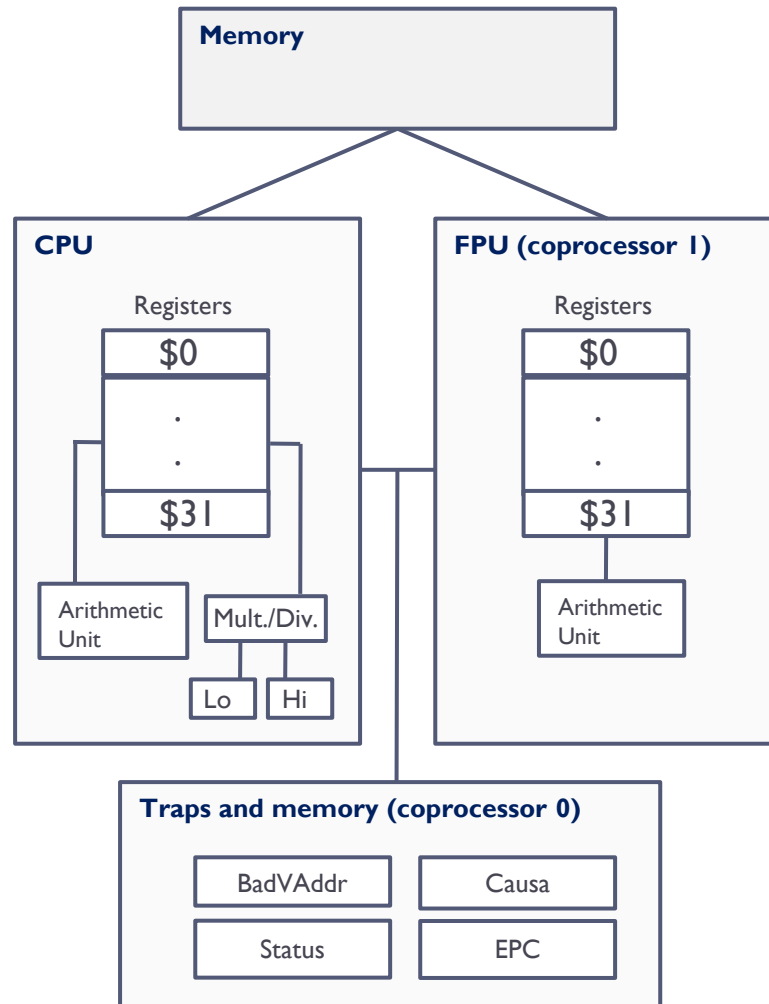 Memory
CPU
Registers
$0
.
.
$31
Arithmetic
Unit
Mult./Div.
Lo
Hi
FPU (coprocessor 1)
Registers
$0
.
.
$31
Arithmetic
Unit
Traps and memory (coprocessor 0)
BadVAddr
Causa
Status
EPC